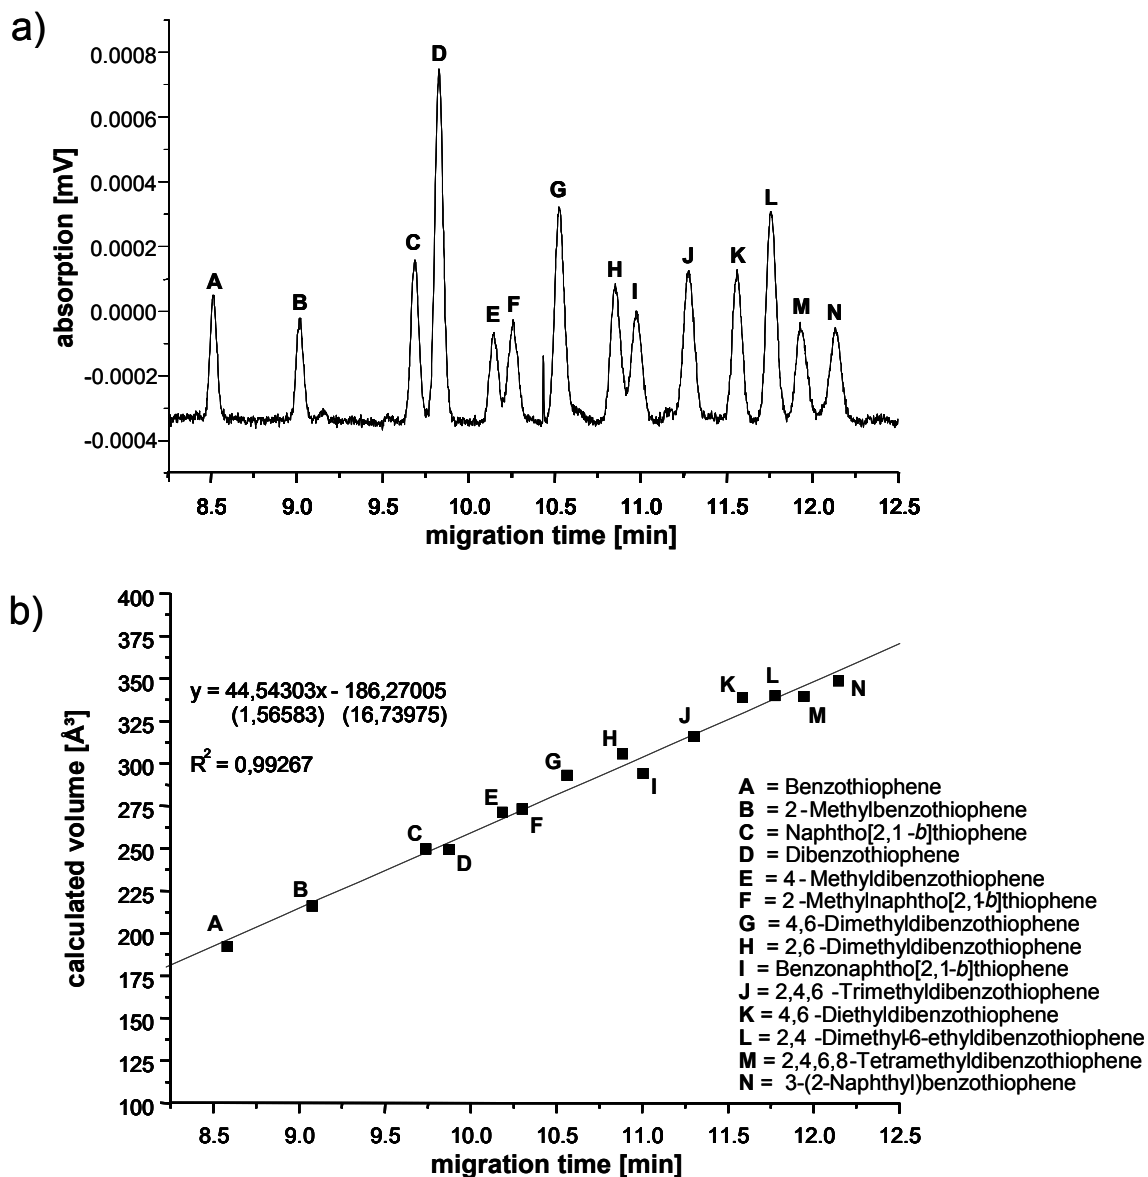 a)
absorption [mV]
0.0008
0.0006
0.0004
0.0002
0.0000
-0.0002
-0.0004
A
B
C
D
E
F
G
H
I
J
K
L
M
N
8.5 9.0 9.5 10.0 10.5 11.0 11.5 12.0 12.5
migration time [min]
b)
calculated volume [Å³]
400
375
350
325
300
275
250
225
200
175
150
125
100
y = 44,54303x - 186,27005
(1,56583) (16,73975)
R² = 0,99267
A
B
C
D
E
F
G
H
I
J
K
L
M
N
A = Benzothiophene
B = 2-Methylbenzothiophene
C = Naphtho[2,1-b]thiophene
D = Dibenzothiophene
E = 4-Methyldibenzothiophene
F = 2-Methylnaphtho[2,1-b]thiophene
G = 4,6-Dimethyldibenzothiophene
H = 2,6-Dimethyldibenzothiophene
I = Benzonaphtho[2,1-b]thiophene
J = 2,4,6-Trimethyldibenzothiophene
K = 4,6-Diethyldibenzothiophene
L = 2,4-Dimethyl-6-ethyldibenzothiophene
M = 2,4,6,8-Tetramethyldibenzothiophene
N = 3-(2-Naphthyl)benzothiophene
8.5 9.0 9.5 10.0 10.5 11.0 11.5 12.0 12.5
migration time [min]